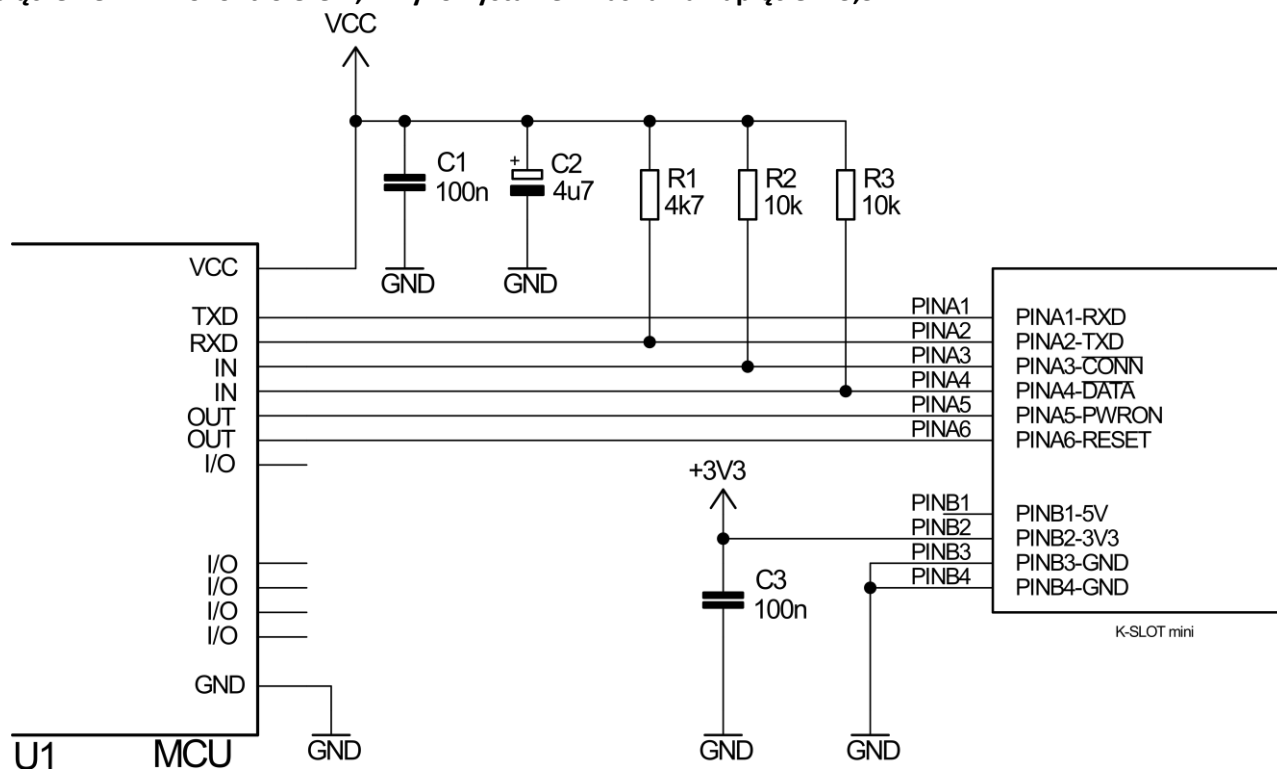 VCC
C1
100n
C2
4u7
+
R1
4k7
R2
10k
R3
10k
GND
GND
VCC
TXD
RXD
IN
IN
OUT
OUT
I/O
I/O
I/O
I/O
I/O
GND
U1 MCU
GND
PINA1
PINA2
PINA3
PINA4
PINA5
PINA6
PINB1
PINB2
PINB3
PINB4
PINA1-RXD
PINA2-TXD
PINA3-CONN
PINA4-DATA
PINA5-PWRON
PINA6-RESET
PINB1-5V
PINB2-3V3
PINB3-GND
PINB4-GND
K-SLOT mini
+3V3
C3
100n
GND
GND